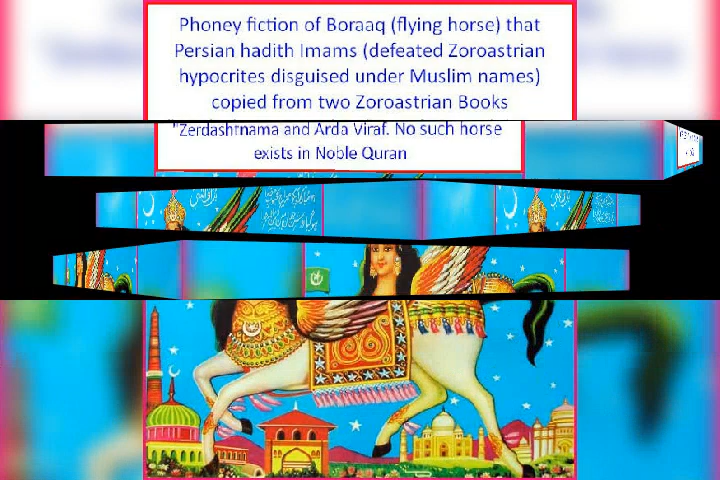 Phoney fiction of Boraaq (flying horse) that
Persian hadith Imams (defeated Zoroastrian
hypocrites disguised under Muslim names)
copied from two Zoroastrian Books
"Zerdashtnama and Arda Viraf. No such horse
exists in Noble Quran